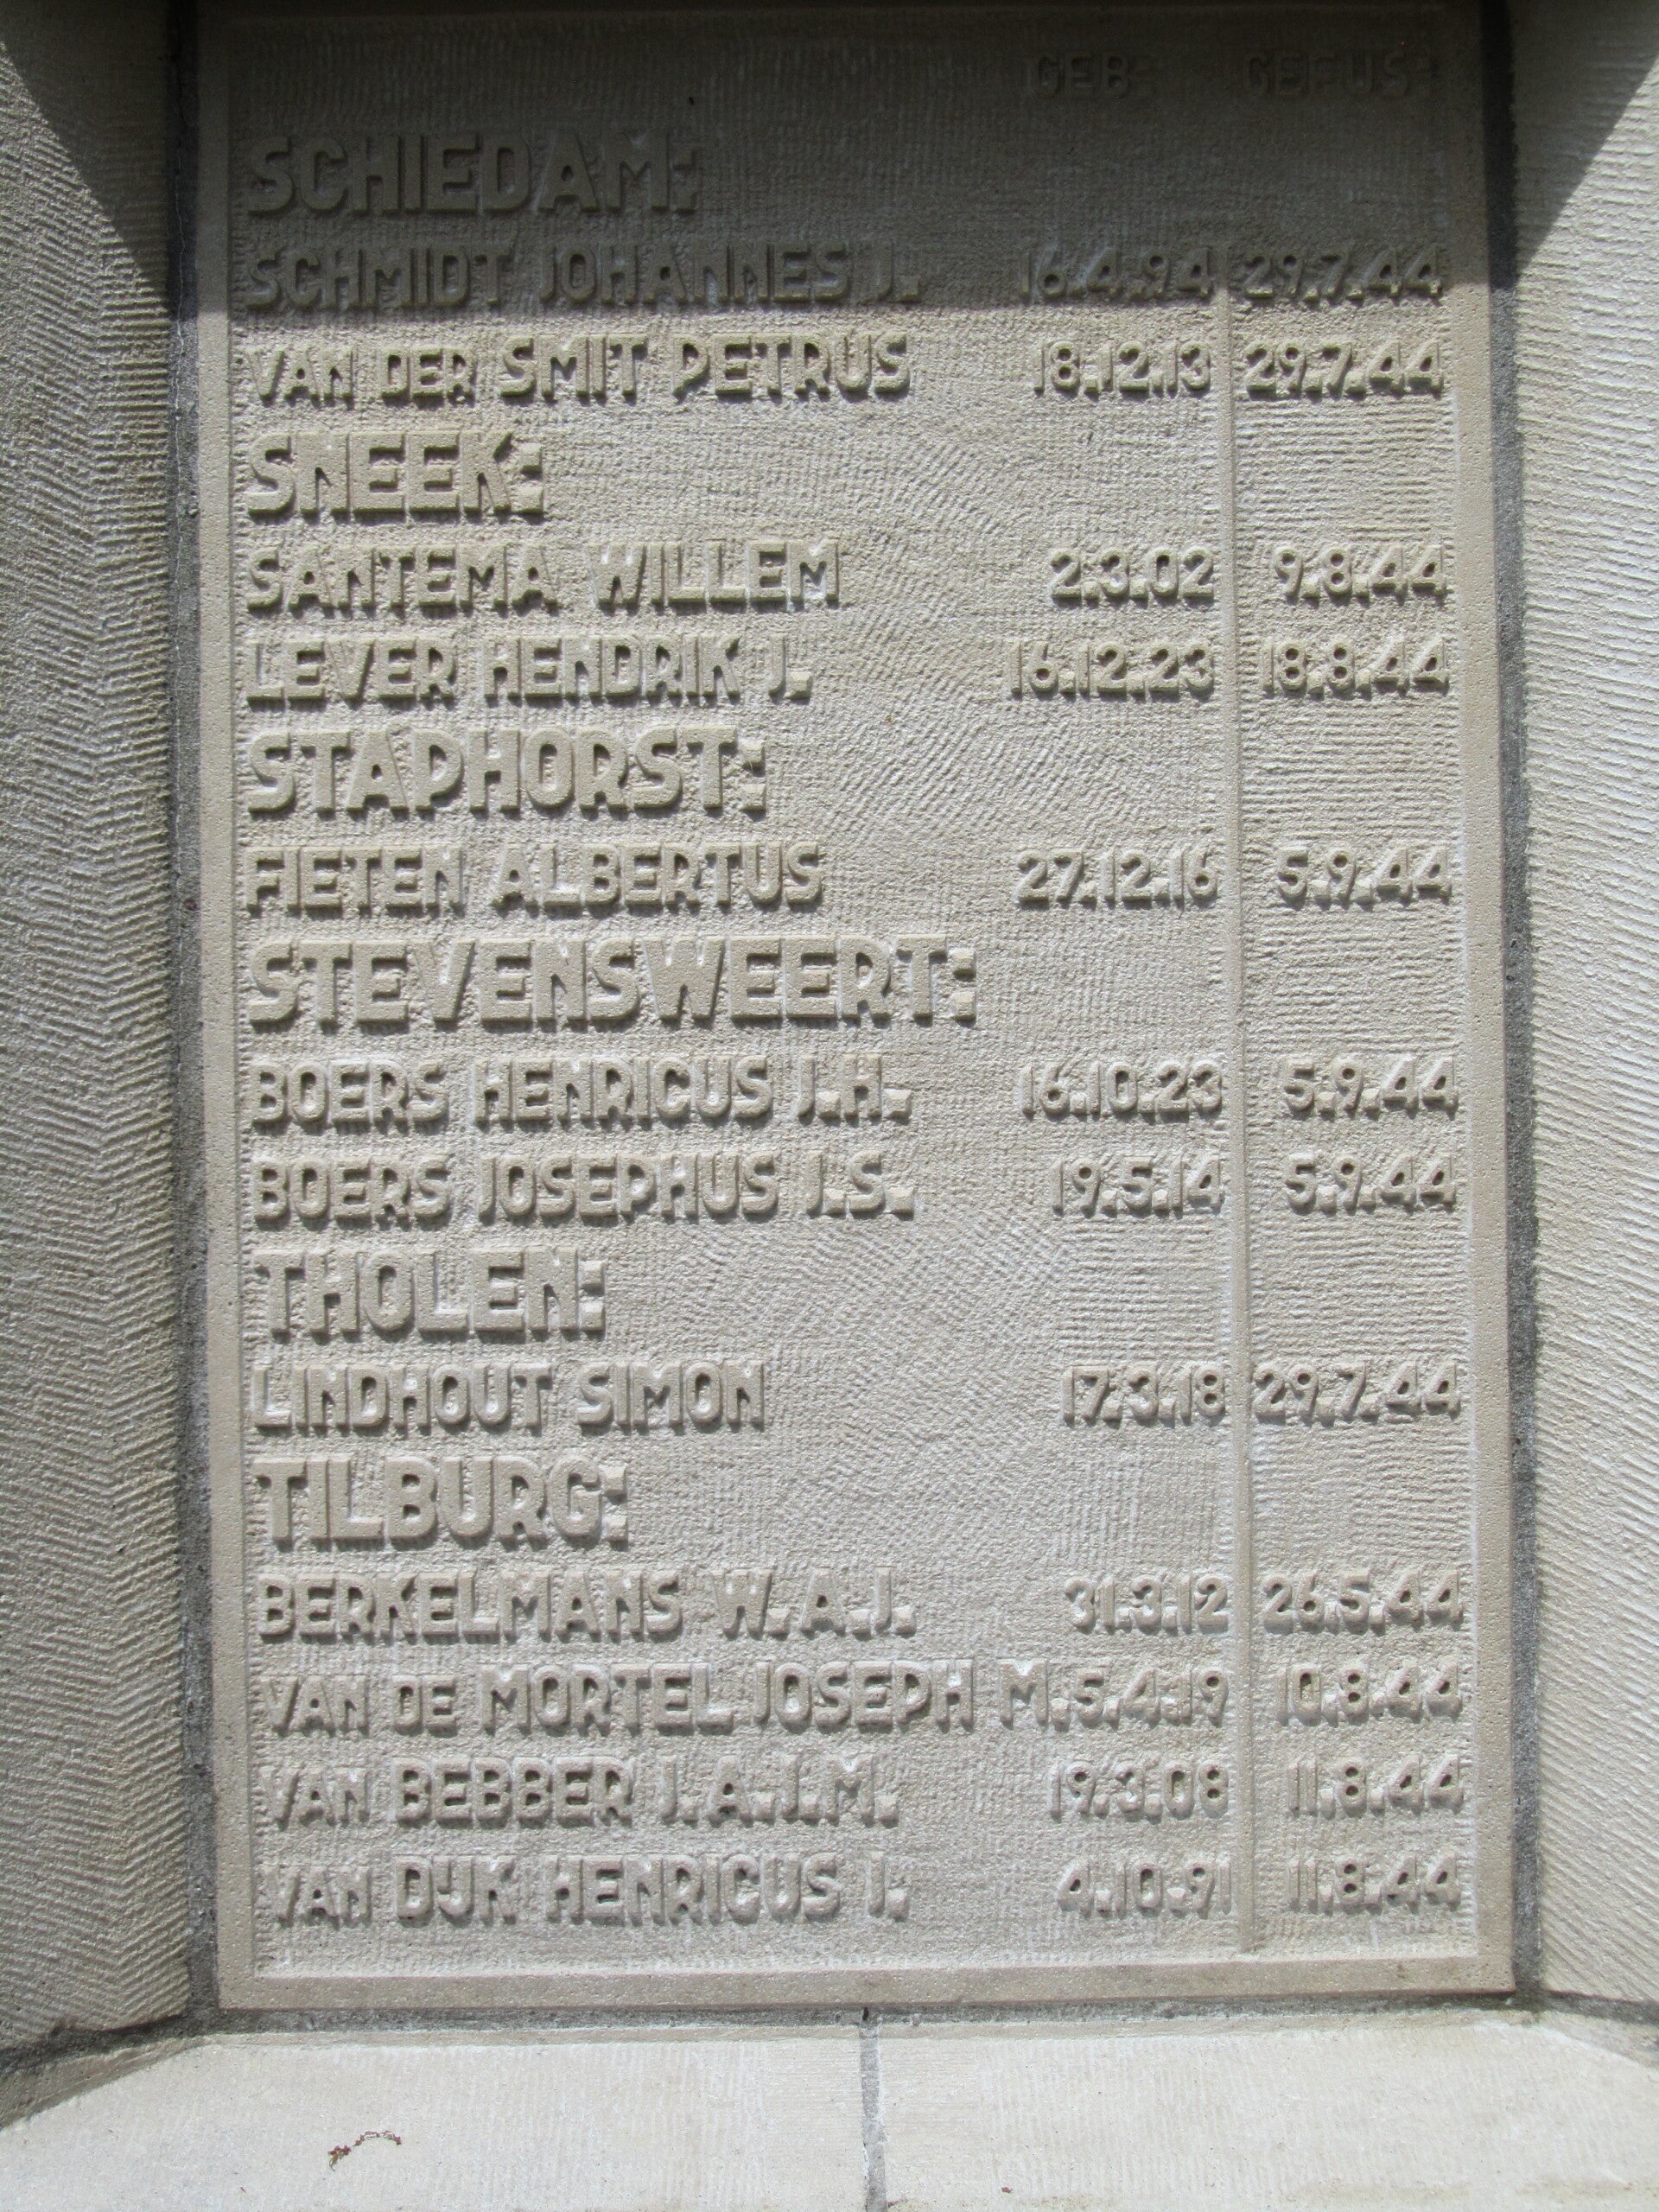 GEB: GEFUS:
SCHIEDAM:
SCHMIDT JOHANNES J. 16.4.94 29.7.44
VAN DER SMIT PETRUS 18.12.13 29.7.44
SNEEK:
SANTEMA WILLEM 2.3.02 9.8.44
LEVER HENDRIK J. 16.12.23 18.8.44
STAPHORST:
FIETEN ALBERTUS 27.12.16 5.9.44
STEVENSWEERT:
BOERS HENRICUS J.H. 16.10.23 5.9.44
BOERS JOSEPHUS J.S. 19.5.14 5.9.44
THOLEN:
LINDHOUT SIMON 17.3.18 29.7.44
TILBURG:
BERKELMANS W.A.J. 31.3.12 26.5.44
VAN DE MORTEL JOSEPH M. 5.4.19 10.8.44
VAN BEBBER J.A.J.M. 19.3.08 11.8.44
VAN DIJK HENRICUS J. 4.10.91 11.8.44